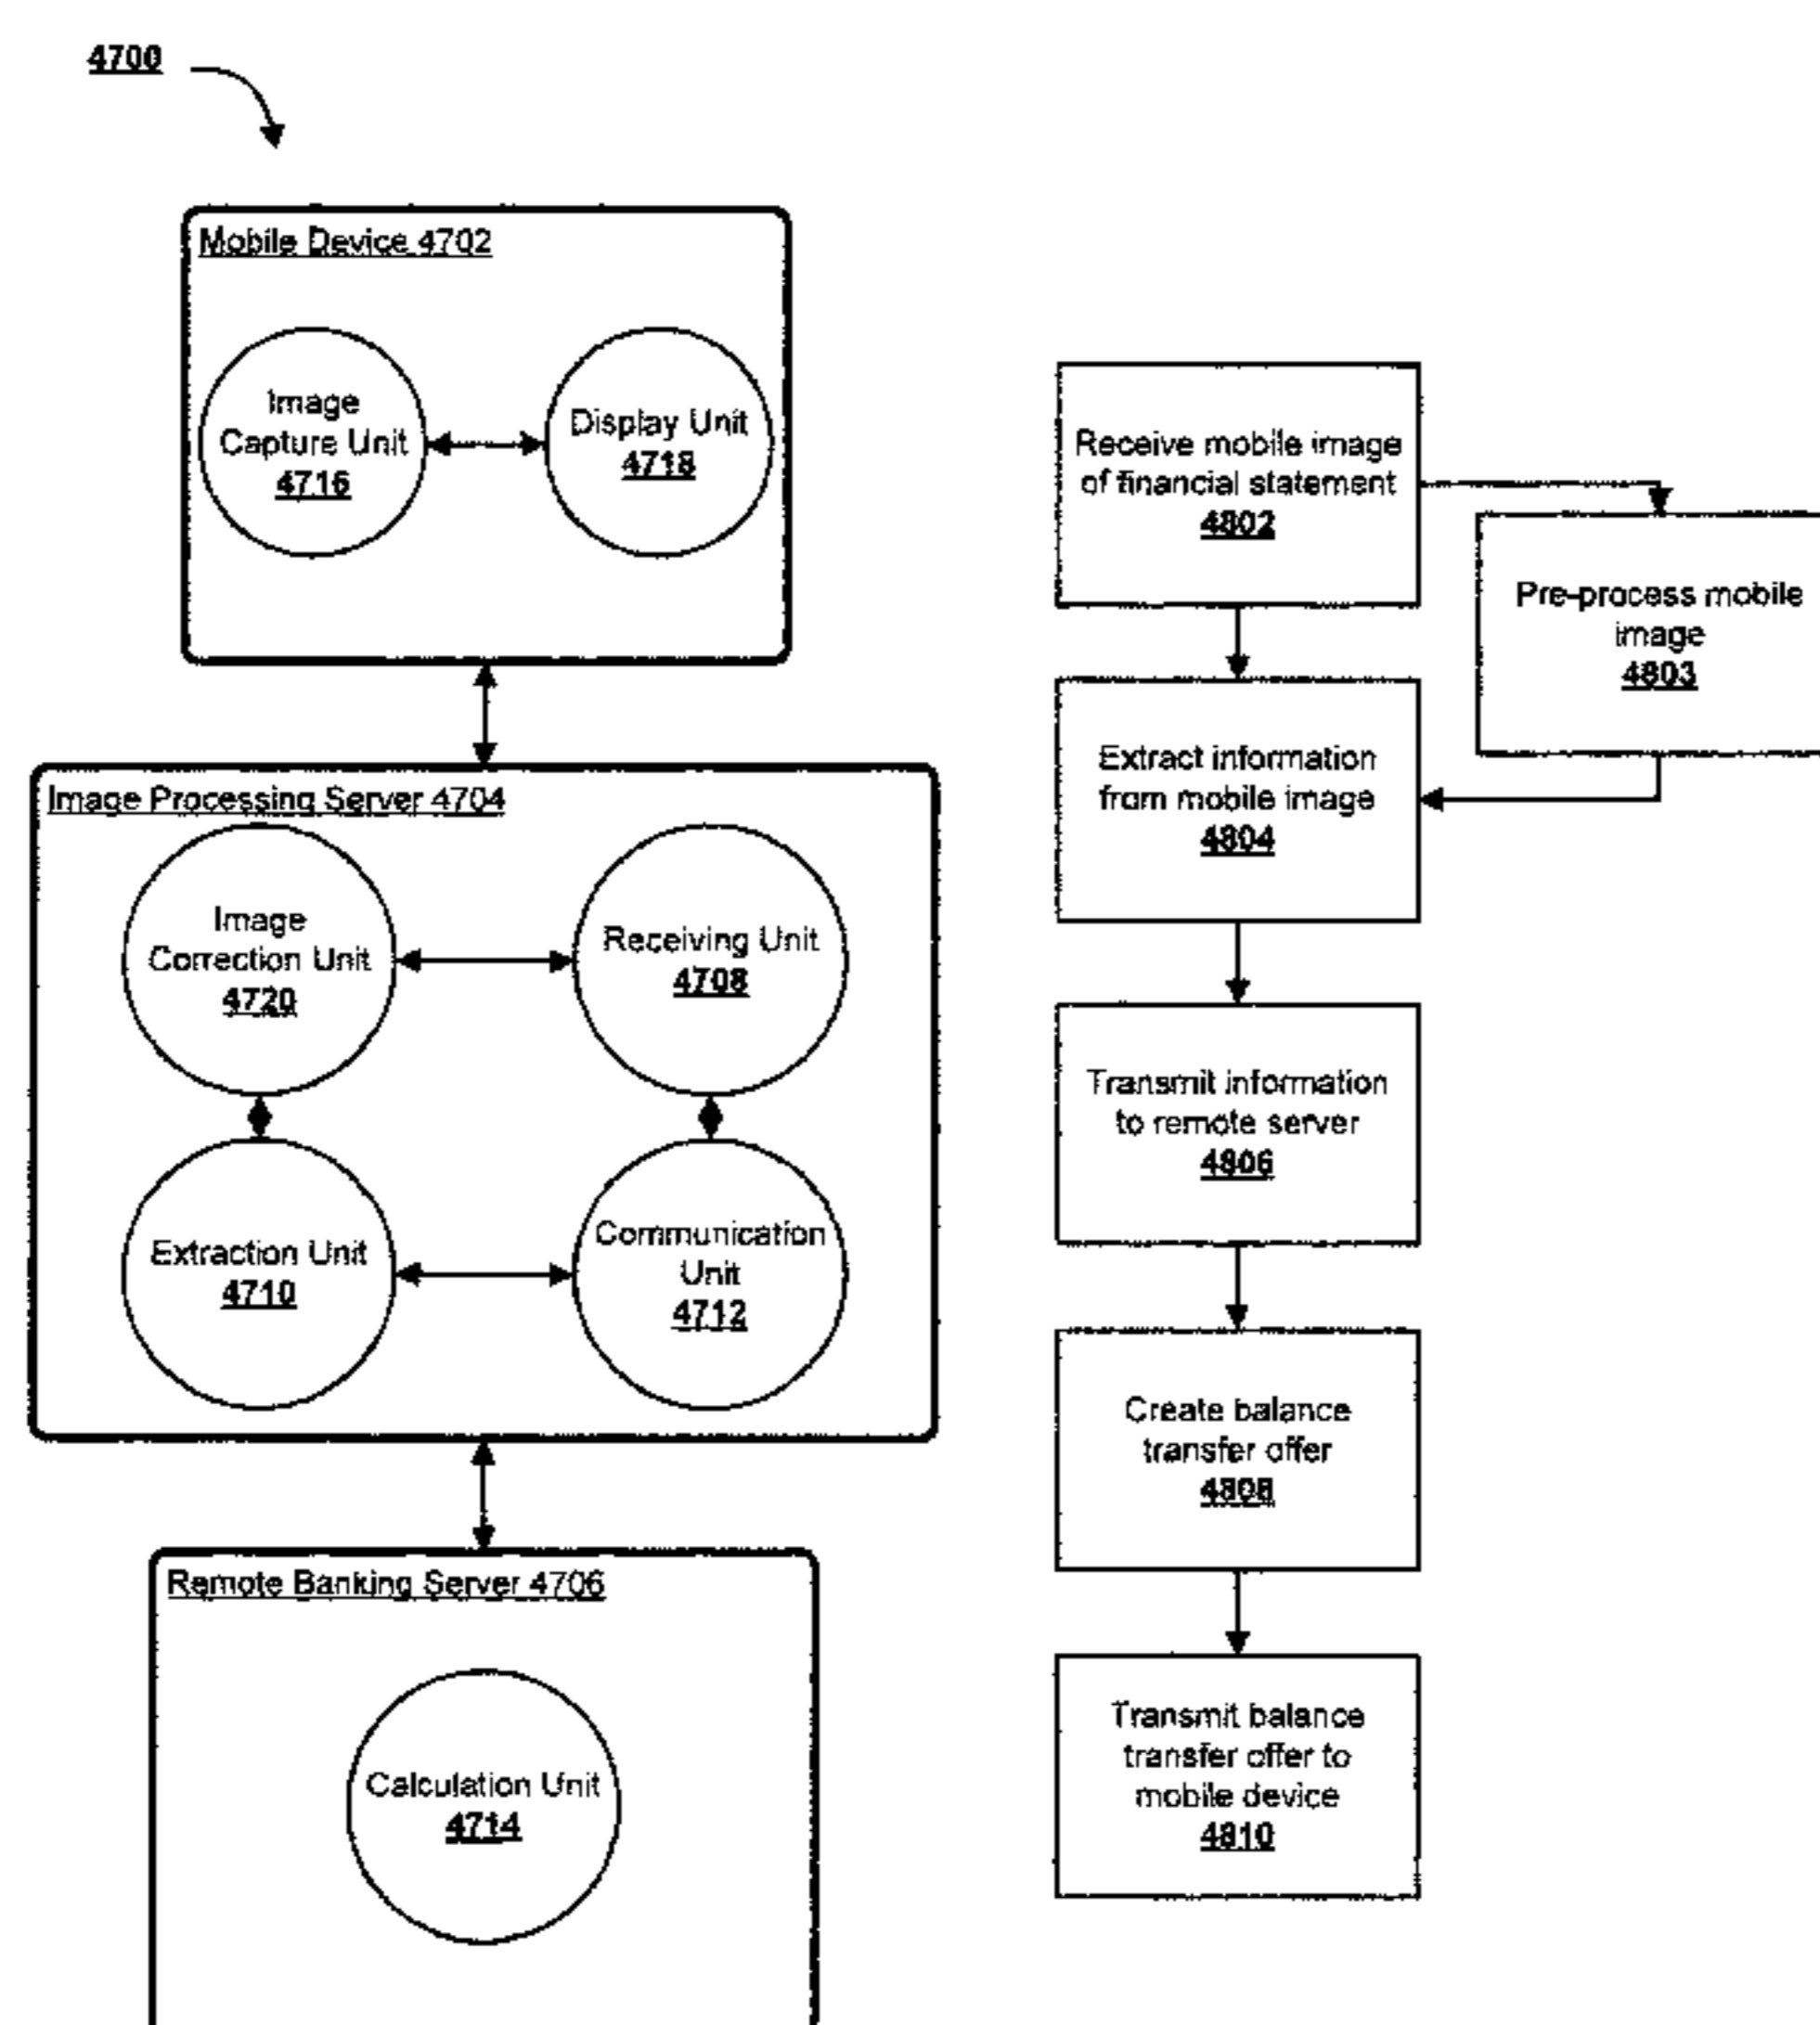 4700
Mobile Device 4702
Image
Capture Unit
4716
Display Unit
4718
Image Processing Server 4704
Image
Correction Unit
4720
Receiving Unit
4708
Extraction Unit
4710
Communication
Unit
4712
Remote Banking Server 4706
Calculation Unit
4714
Receive mobile image
of financial statement
4802
Pre-process mobile
image
4803
Extract information
from mobile image
4804
Transmit information
to remote server
4806
Create balance
transfer offer
4808
Transmit balance
transfer offer to
mobile device
4810